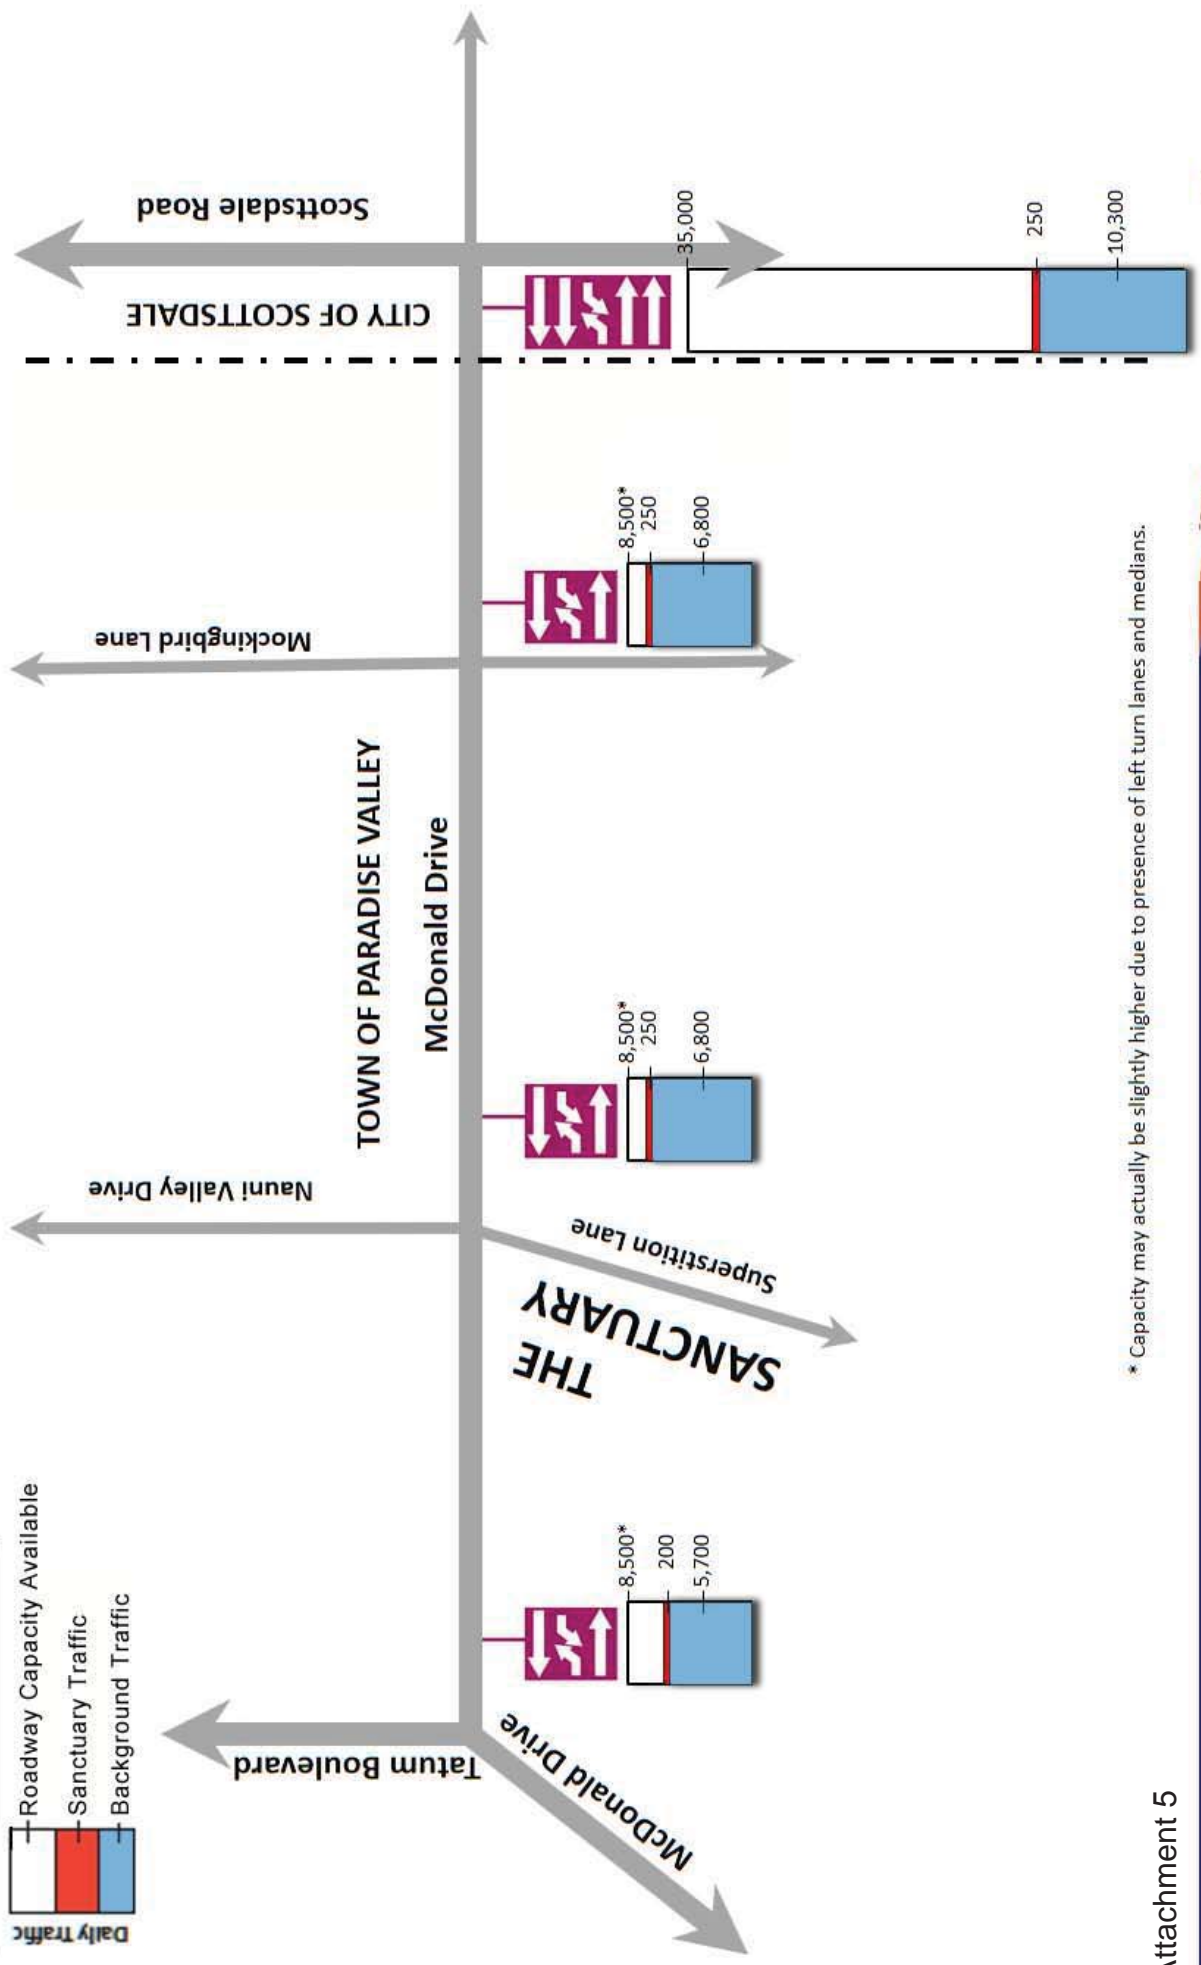 Daily Traffic
Roadway Capacity Available
Sanctuary Traffic
Background Traffic
Tatum Boulevard
McDonald Drive
Nauni Valley Drive
Superstition Lane
THE
SANCTUARY
TOWN OF PARADISE VALLEY
McDonald Drive
Mockingbird Lane
CITY OF SCOTTSDALE
Scottsdale Road
8,500*
200
5,700
8,500*
250
6,800
8,500*
250
6,800
35,000
250
10,300
* Capacity may actually be slightly higher due to presence of left turn lanes and medians.
Attachment 5